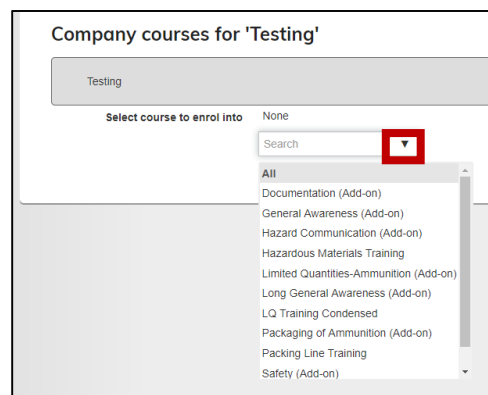 Company courses for 'Testing'
Testing
Select course to enrol into None
Search ▼
All
Documentation (Add-on)
General Awareness (Add-on)
Hazard Communication (Add-on)
Hazardous Materials Training
Limited Quantities-Ammunition (Add-on)
Long General Awareness (Add-on)
LQ Training Condensed
Packaging of Ammunition (Add-on)
Packing Line Training
Safety (Add-on)